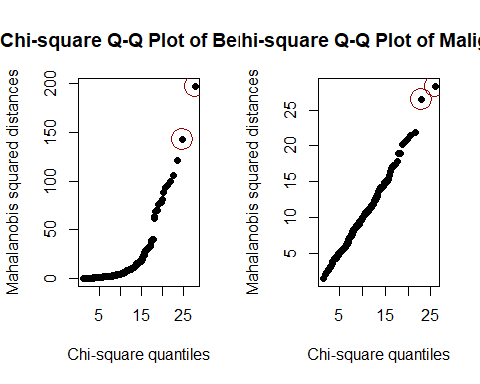 Chi-square Q-Q Plot of Be
hi-square Q-Q Plot of Malig
Mahalanobis squared distances
0
50
100
150
200
5
15
25
Chi-square quantiles
Mahalanobis squared distances
5
10
15
20
25
5
15
25
Chi-square quantiles